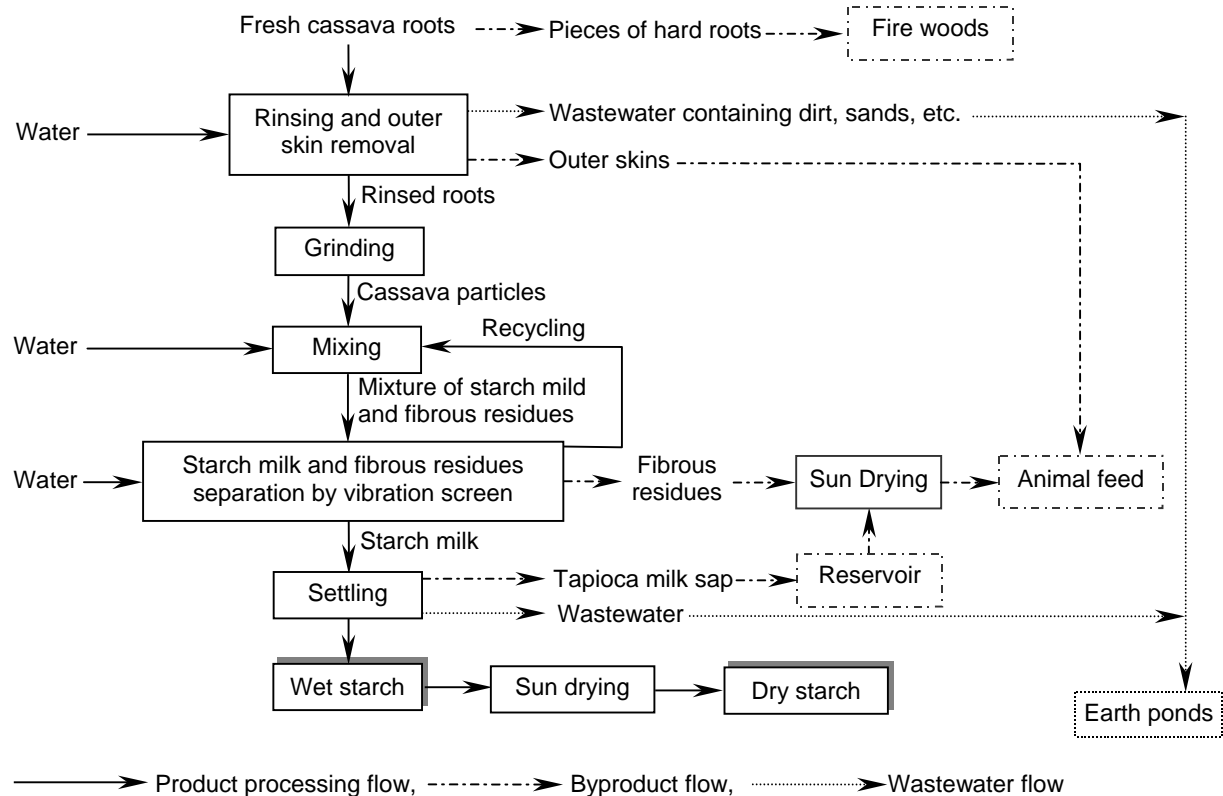 Fresh cassava roots
Pieces of hard roots
Fire woods
Water
Rinsing and outer
skin removal
Wastewater containing dirt, sands, etc.
Outer skins
Rinsed roots
Grinding
Cassava particles
Recycling
Water
Mixing
Mixture of starch mild
and fibrous residues
Water
Starch milk and fibrous residues
separation by vibration screen
Fibrous
residues
Sun Drying
Animal feed
Starch milk
Settling
Tapioca milk sap
Reservoir
Wastewater
Wet starch
Sun drying
Dry starch
Earth ponds
Product processing flow,
Byproduct flow,
Wastewater flow